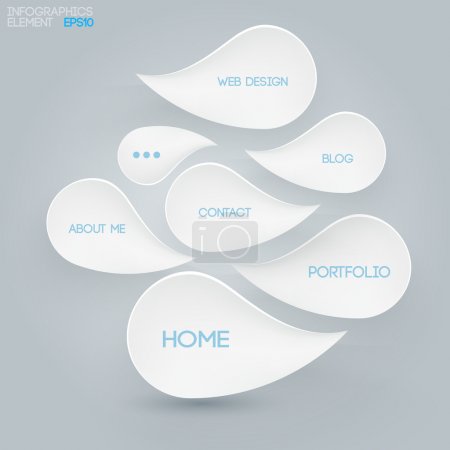 INFOGRAPHICS
ELEMENT EPS10
WEB DESIGN
...
BLOG
CONTACT
ABOUT ME
PORTFOLIO
HOME